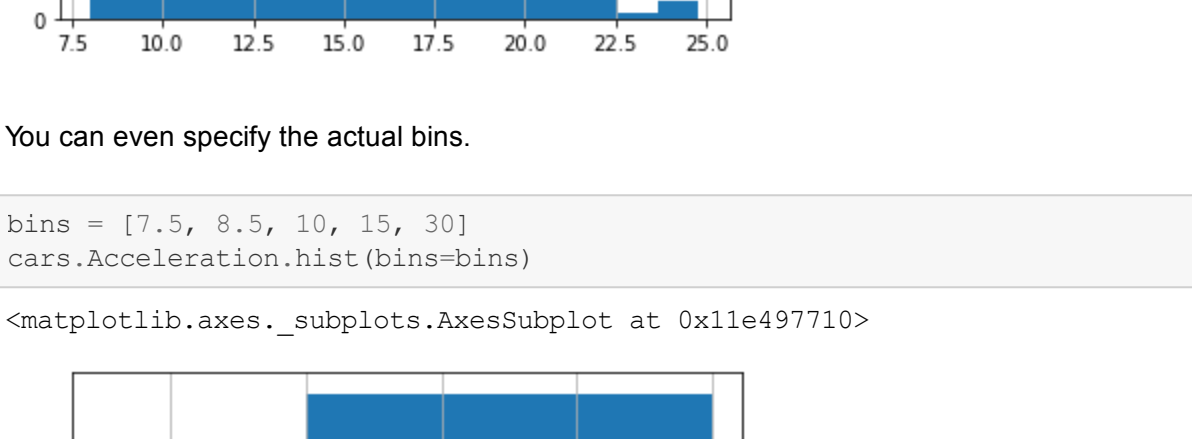 0
7.5 10.0 12.5 15.0 17.5 20.0 22.5 25.0
You can even specify the actual bins.
bins = [7.5, 8.5, 10, 15, 30]
cars.Acceleration.hist(bins=bins)
<matplotlib.axes._subplots.AxesSubplot at 0x11e497710>